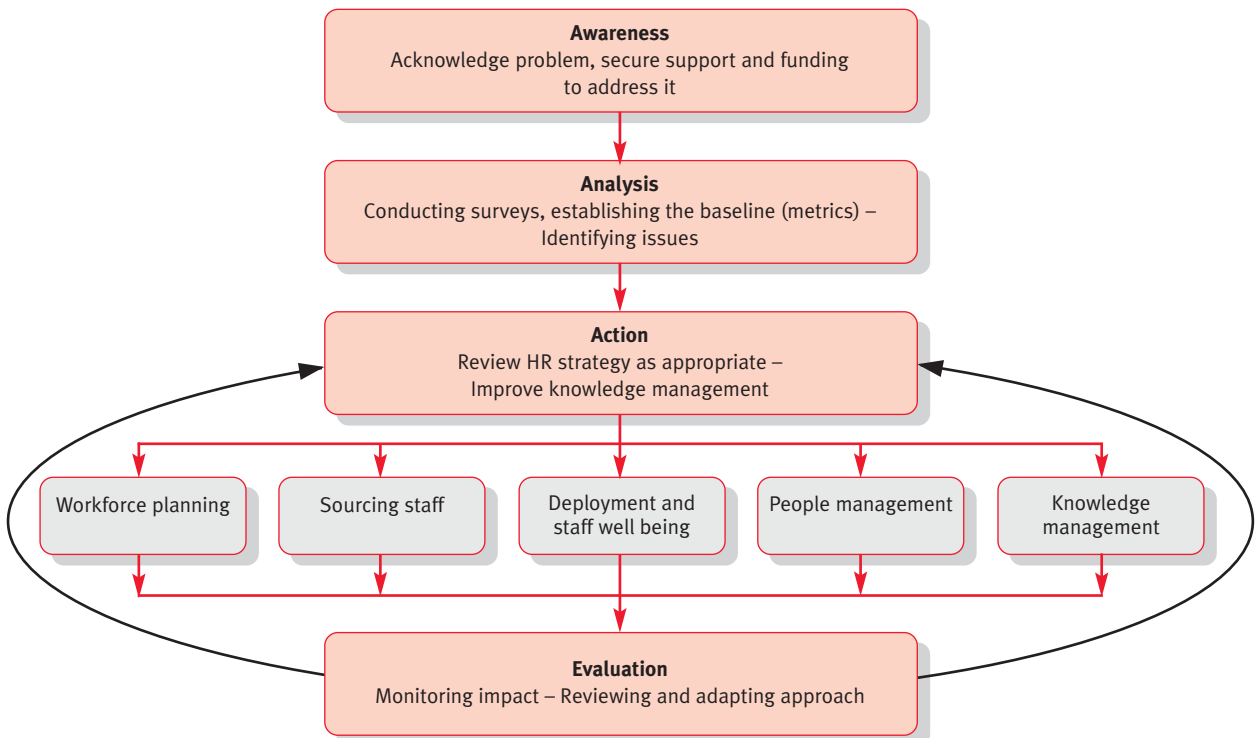 Awareness
Acknowledge problem, secure support and funding
to address it
Analysis
Conducting surveys, establishing the baseline (metrics) –
Identifying issues
Action
Review HR strategy as appropriate –
Improve knowledge management
Workforce planning
Sourcing staff
Deployment and
staff well being
People management
Knowledge
management
Evaluation
Monitoring impact – Reviewing and adapting approach